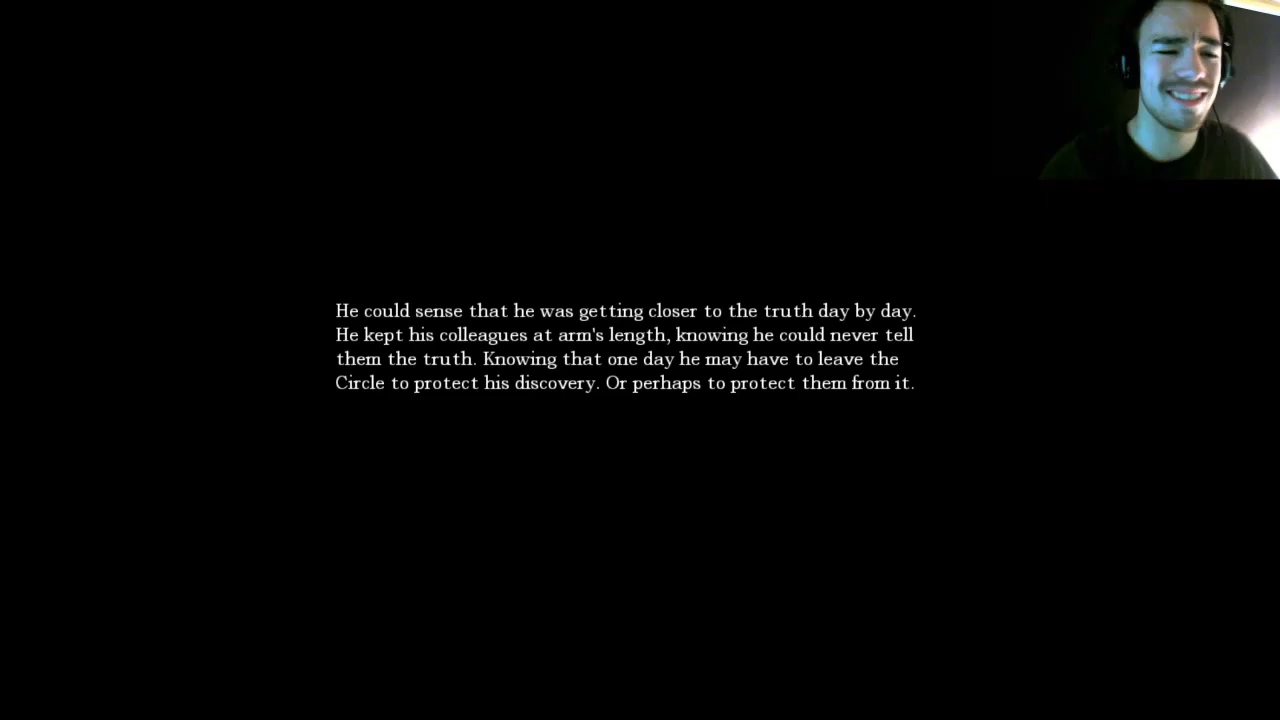 He could sense that he was getting closer to the truth day by day.
He kept his colleagues at arm's length, knowing he could never tell
them the truth. Knowing that one day he may have to leave the
Circle to protect his discovery. Or perhaps to protect them from it.